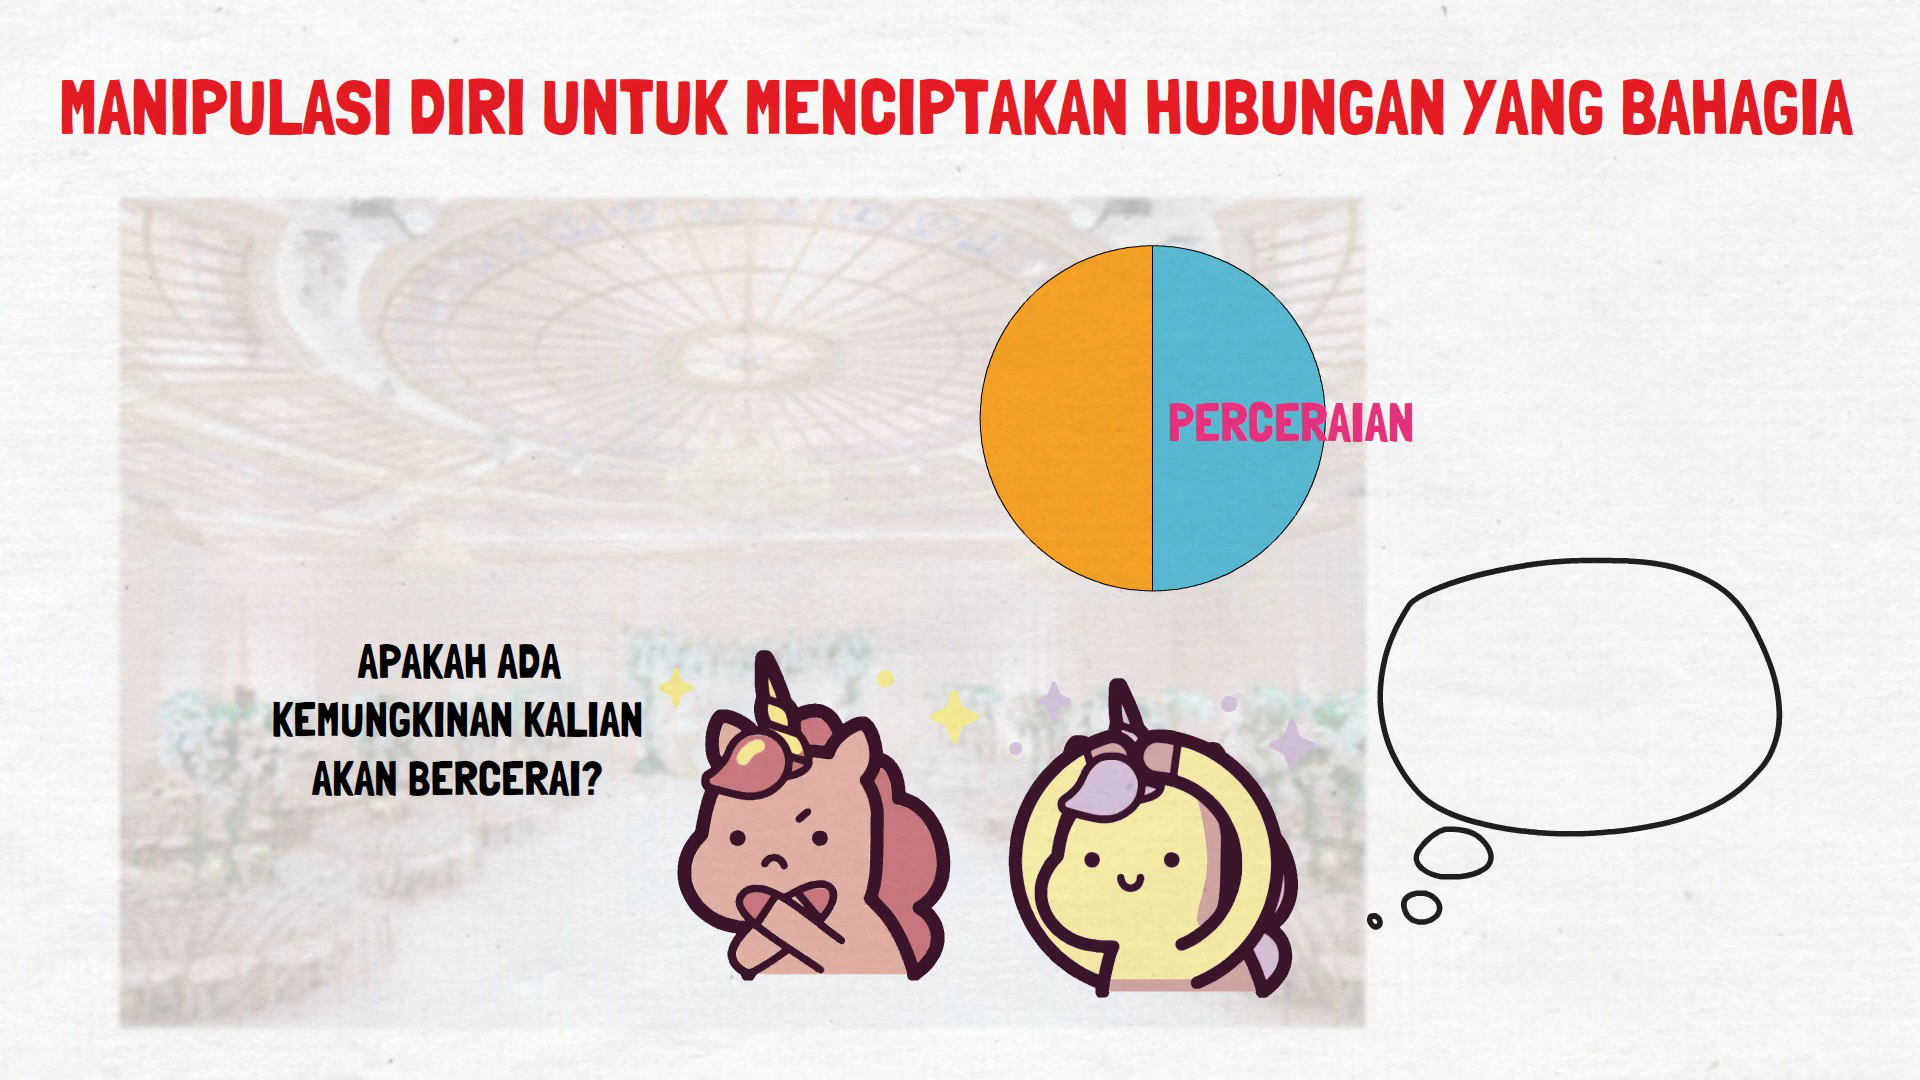 MANIPULASI DIRI UNTUK MENCIPTAKAN HUBUNGAN YANG BAHAGIA
PERCERAIAN
APAKAH ADA
KEMUNGKINAN KALIAN
AKAN BERCERAI?